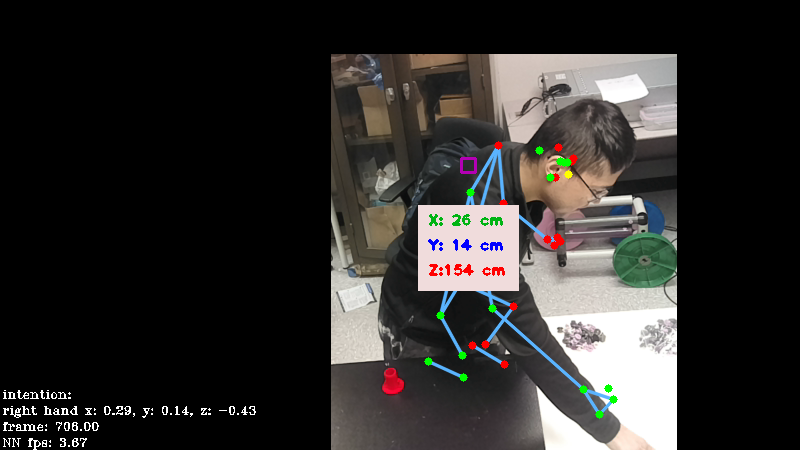 X: 26 cm
Y: 14 cm
Z:154 cm
intention:
right hand x: 0.29, y: 0.14, z: -0.43
frame: 706.00
NN fps: 3.67